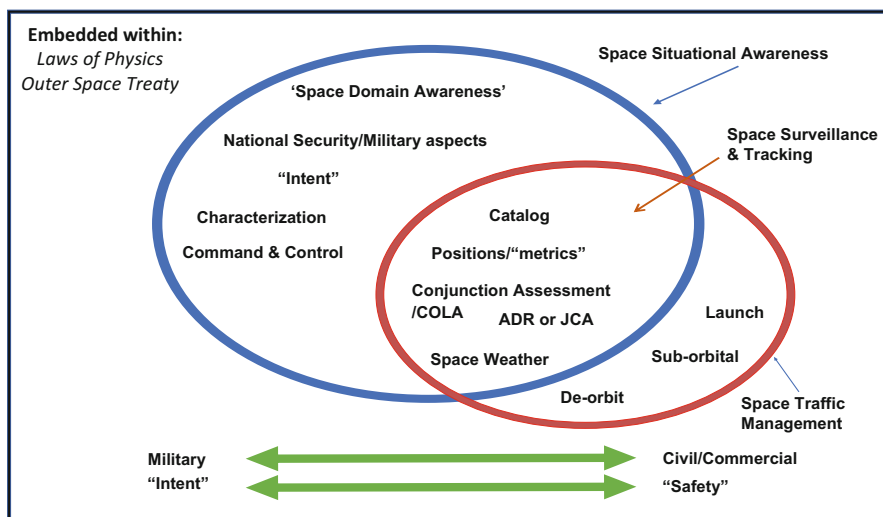 Embedded within:
Laws of Physics
Outer Space Treaty
Space Situational Awareness
‘Space Domain Awareness’
National Security/Military aspects
Space Surveillance
& Tracking
“Intent”
Characterization
Catalog
Command & Control
Positions/“metrics”
Conjunction Assessment
/COLA
ADR or JCA
Launch
Space Weather
Sub-orbital
De-orbit
Space Traffic
Management
Military
Civil/Commercial
“Intent”
“Safety”